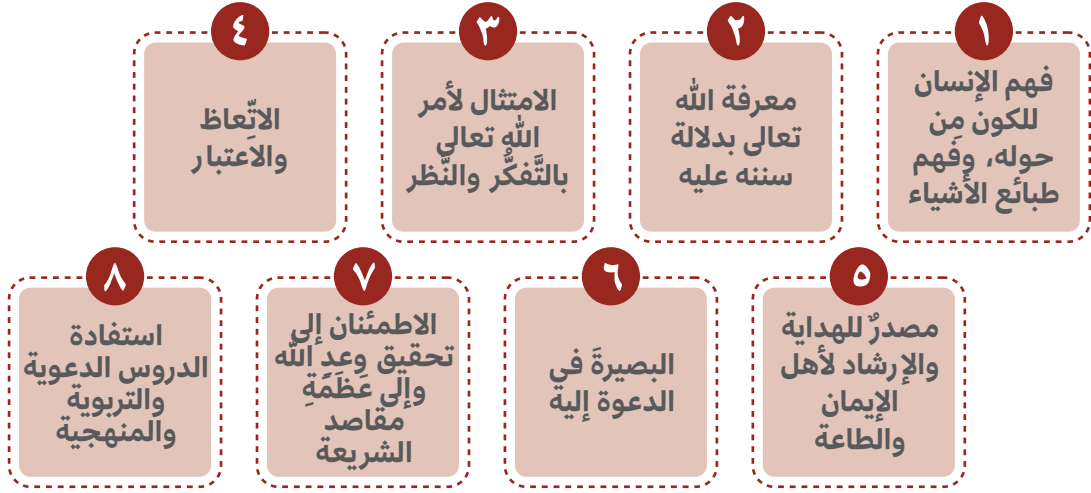 ١
فهم الإنسان
للكون مِن
حوله، وفَهم
طبائع الأشياء
٢
معرفة الله
تعالى بدلالة
سننه عليه
٣
الامتثال لأمر
الله تعالى
بالتَّفكُّر والنَّظر
٤
الاتِّعاظ
والاعتبار
٥
مصدرٌ للهداية
والإرشاد لأهل
الإيمان
والطاعة
٦
البصيرة في
الدعوة إليه
٧
الاطمئنان إلى
تحقيق وعد الله
وإلى عَظَمَةِ
مقاصد
الشريعة
٨
استفادة
الدروس الدعوية
والتربوية
والمنهجية